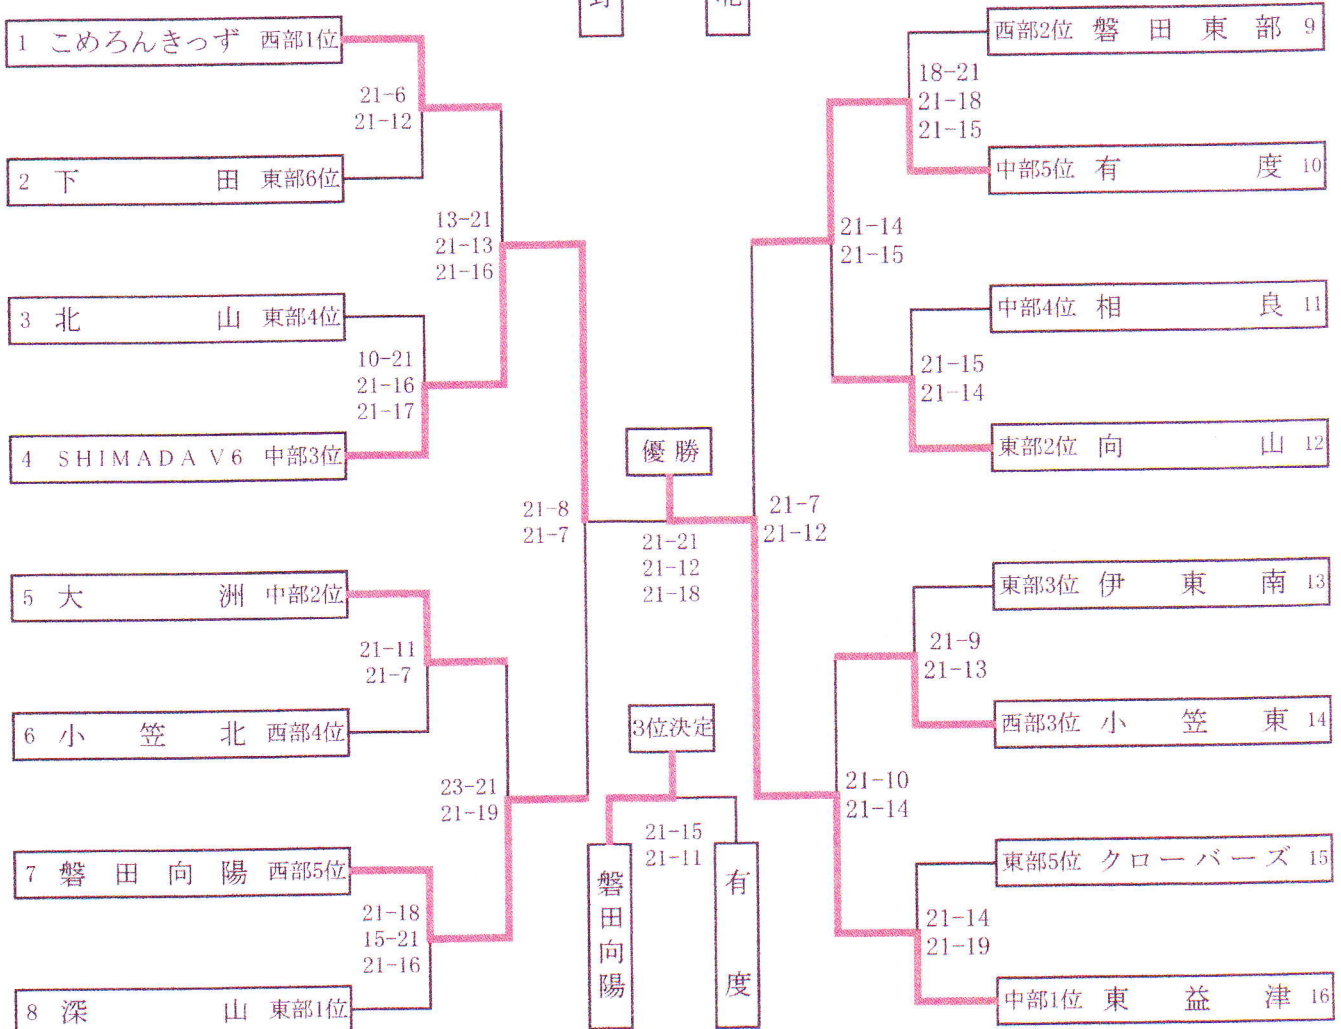 1 こめろんきっず 西部1位
21-6
21-12
2 下田 東部6位
13-21
21-13
21-16
3 北山 東部4位
10-21
21-16
21-17
4 SHIMADA V6 中部3位
21-8
21-7
5 大洲 中部2位
21-11
21-7
6 小笠北 西部4位
23-21
21-19
7 磐田向陽 西部5位
21-18
15-21
21-16
8 深山 東部1位
優勝
21-21
21-12
21-18
3位決定
21-15
21-11
磐田向陽
有度
西部2位 磐田東部 9
18-21
21-18
21-15
中部5位 有度 10
21-14
21-15
中部4位 相良 11
21-15
21-14
東部2位 向山 12
21-7
21-12
東部3位 伊東南 13
21-9
21-13
西部3位 小笠東 14
21-10
21-14
東部5位 クローバーズ 15
21-14
21-19
中部1位 東益津 16